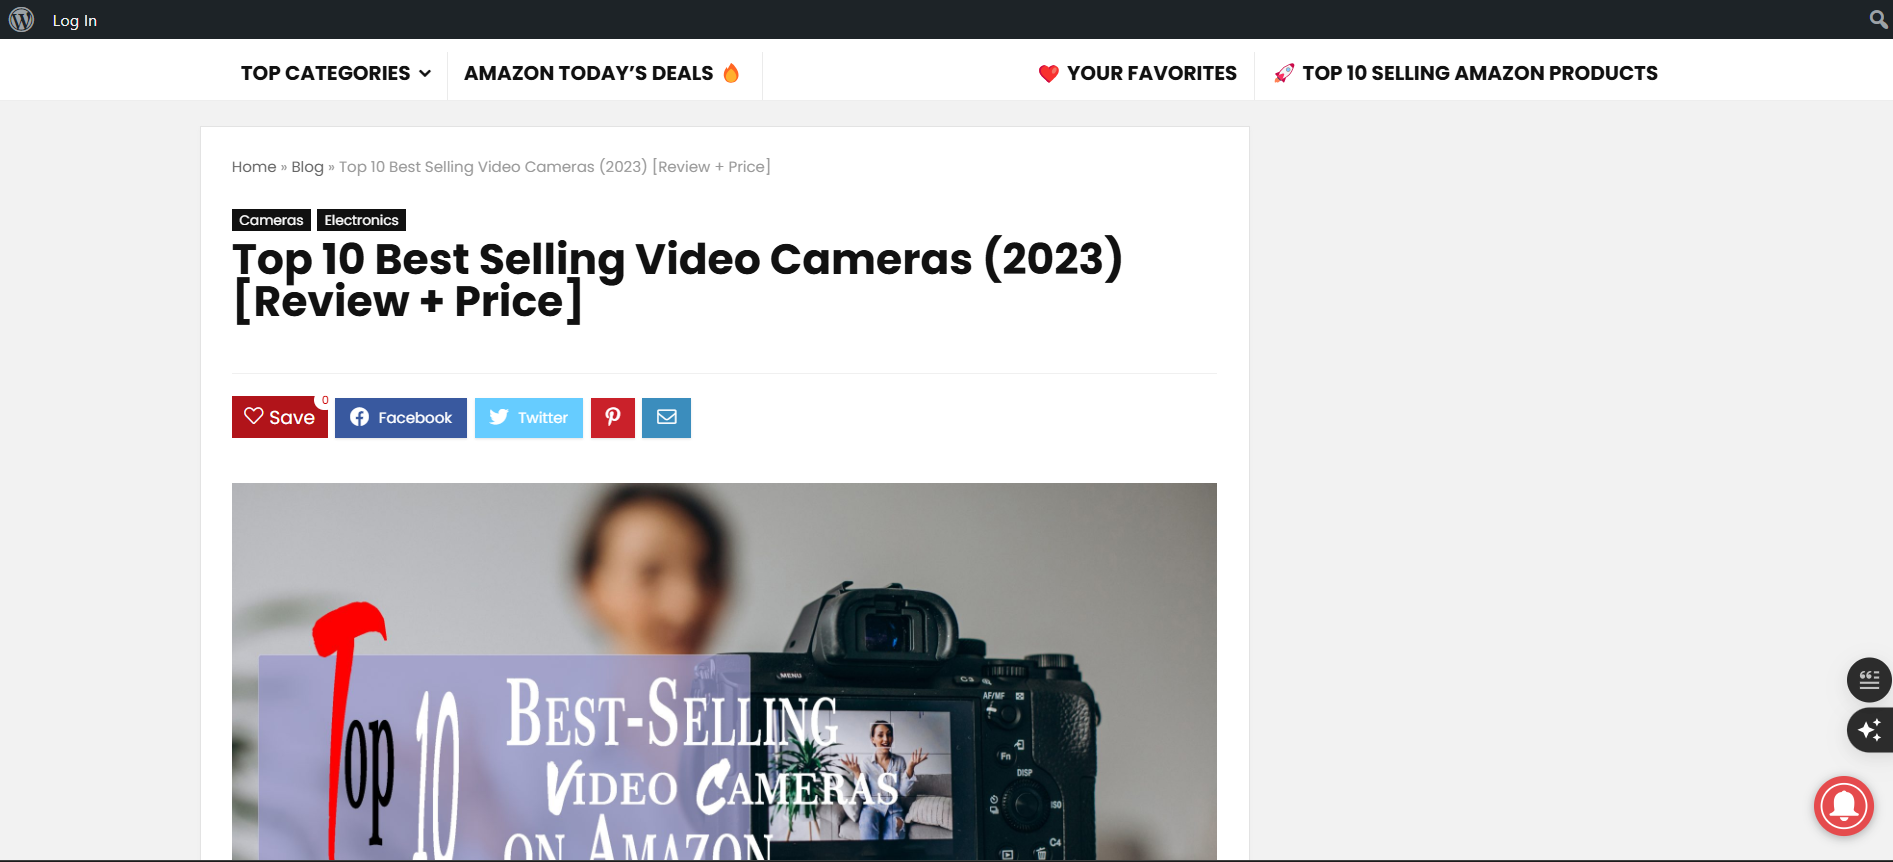 Log In
TOP CATEGORIES
AMAZON TODAY’S DEALS 🔥
❤️ YOUR FAVORITES
🚀 TOP 10 SELLING AMAZON PRODUCTS
Home » Blog » Top 10 Best Selling Video Cameras (2023) [Review + Price]
Cameras Electronics
Top 10 Best Selling Video Cameras (2023)
[Review + Price]
Save 0
Facebook
Twitter
Top 10
BEST-SELLING
VIDEO CAMERAS
ON AMAZON
MENU
C3
AF/MF
Fn
DISP
ISO
C4